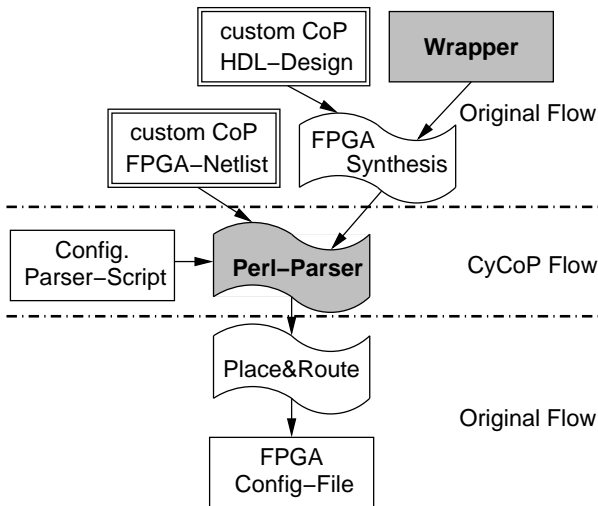 custom CoP
HDL−Design
Wrapper
Original Flow
custom CoP
FPGA−Netlist
FPGA
Synthesis
Config.
Parser−Script
Perl−Parser
CyCoP Flow
Place&Route
Original Flow
FPGA
Config−File